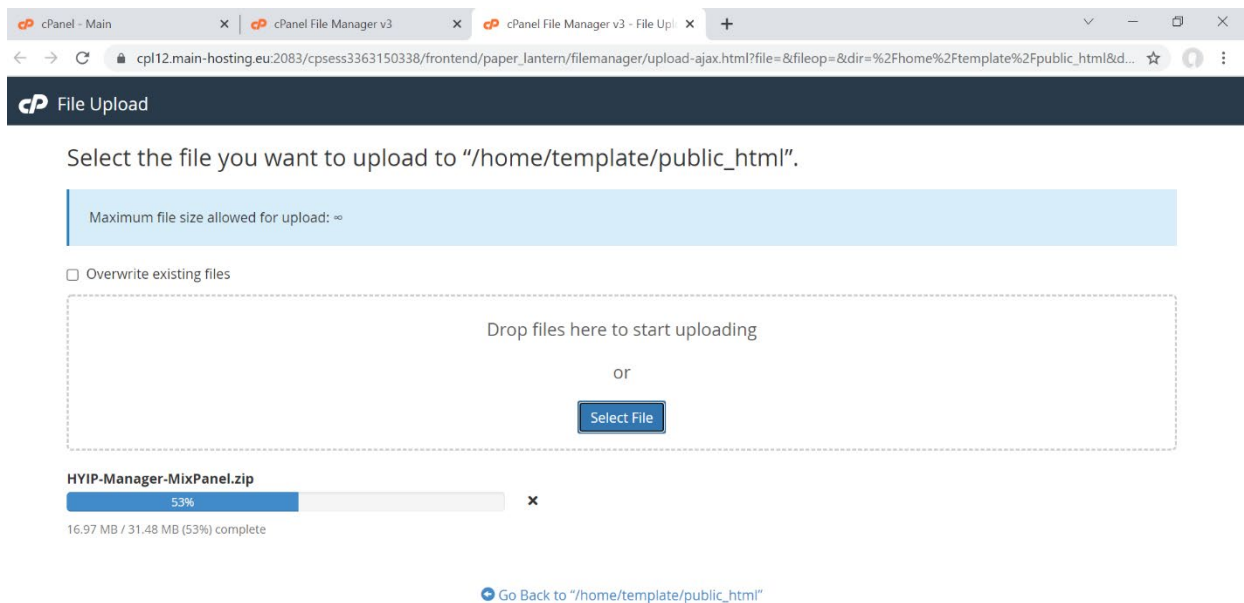 cPanel - Main
cPanel File Manager v3
cPanel File Manager v3 - File Upl
cpl12.main-hosting.eu:2083/cpsess3363150338/frontend/paper_lantern/filemanager/upload-ajax.html?file=&fileop=&dir=%2Fhome%2Ftemplate%2Fpublic_html&d...
cP File Upload
Select the file you want to upload to “/home/template/public_html”.
Maximum file size allowed for upload: ∞
Overwrite existing files
Drop files here to start uploading
or
Select File
HYIP-Manager-MixPanel.zip
53%
16.97 MB / 31.48 MB (53%) complete
Go Back to “/home/template/public_html”